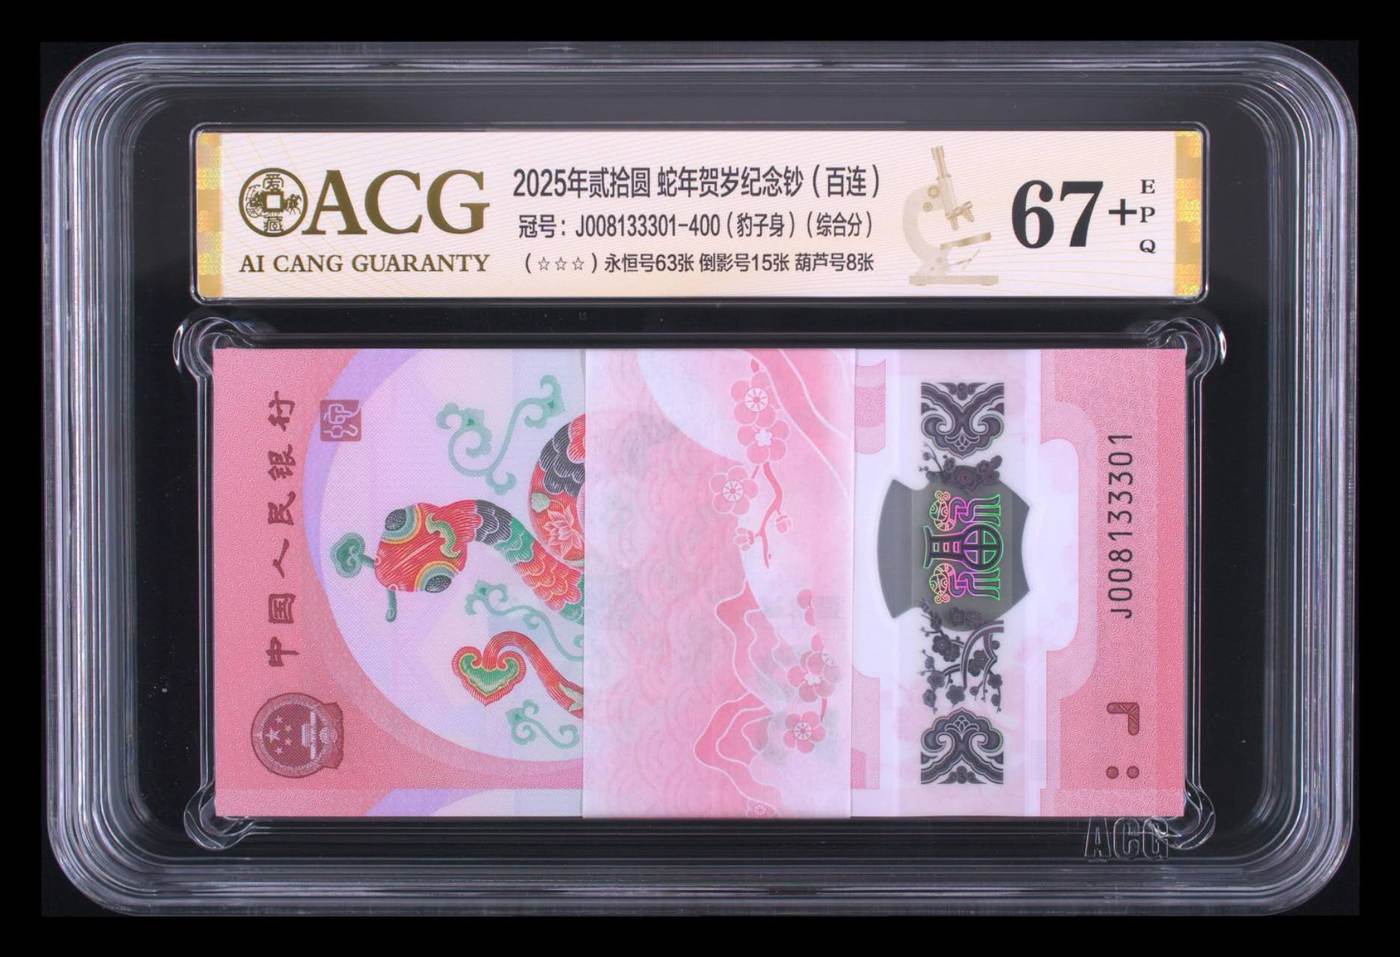 ACG
AI CANG GUARANTY
2025年贰拾圆 蛇年贺岁纪念钞(百连)
冠号: J008133301-400(豹子身)(综合分)
(☆☆☆)永恒号63张 倒影号15张 葫芦号8张
67+
EPQ
中国人民银行
J008133301
ACG